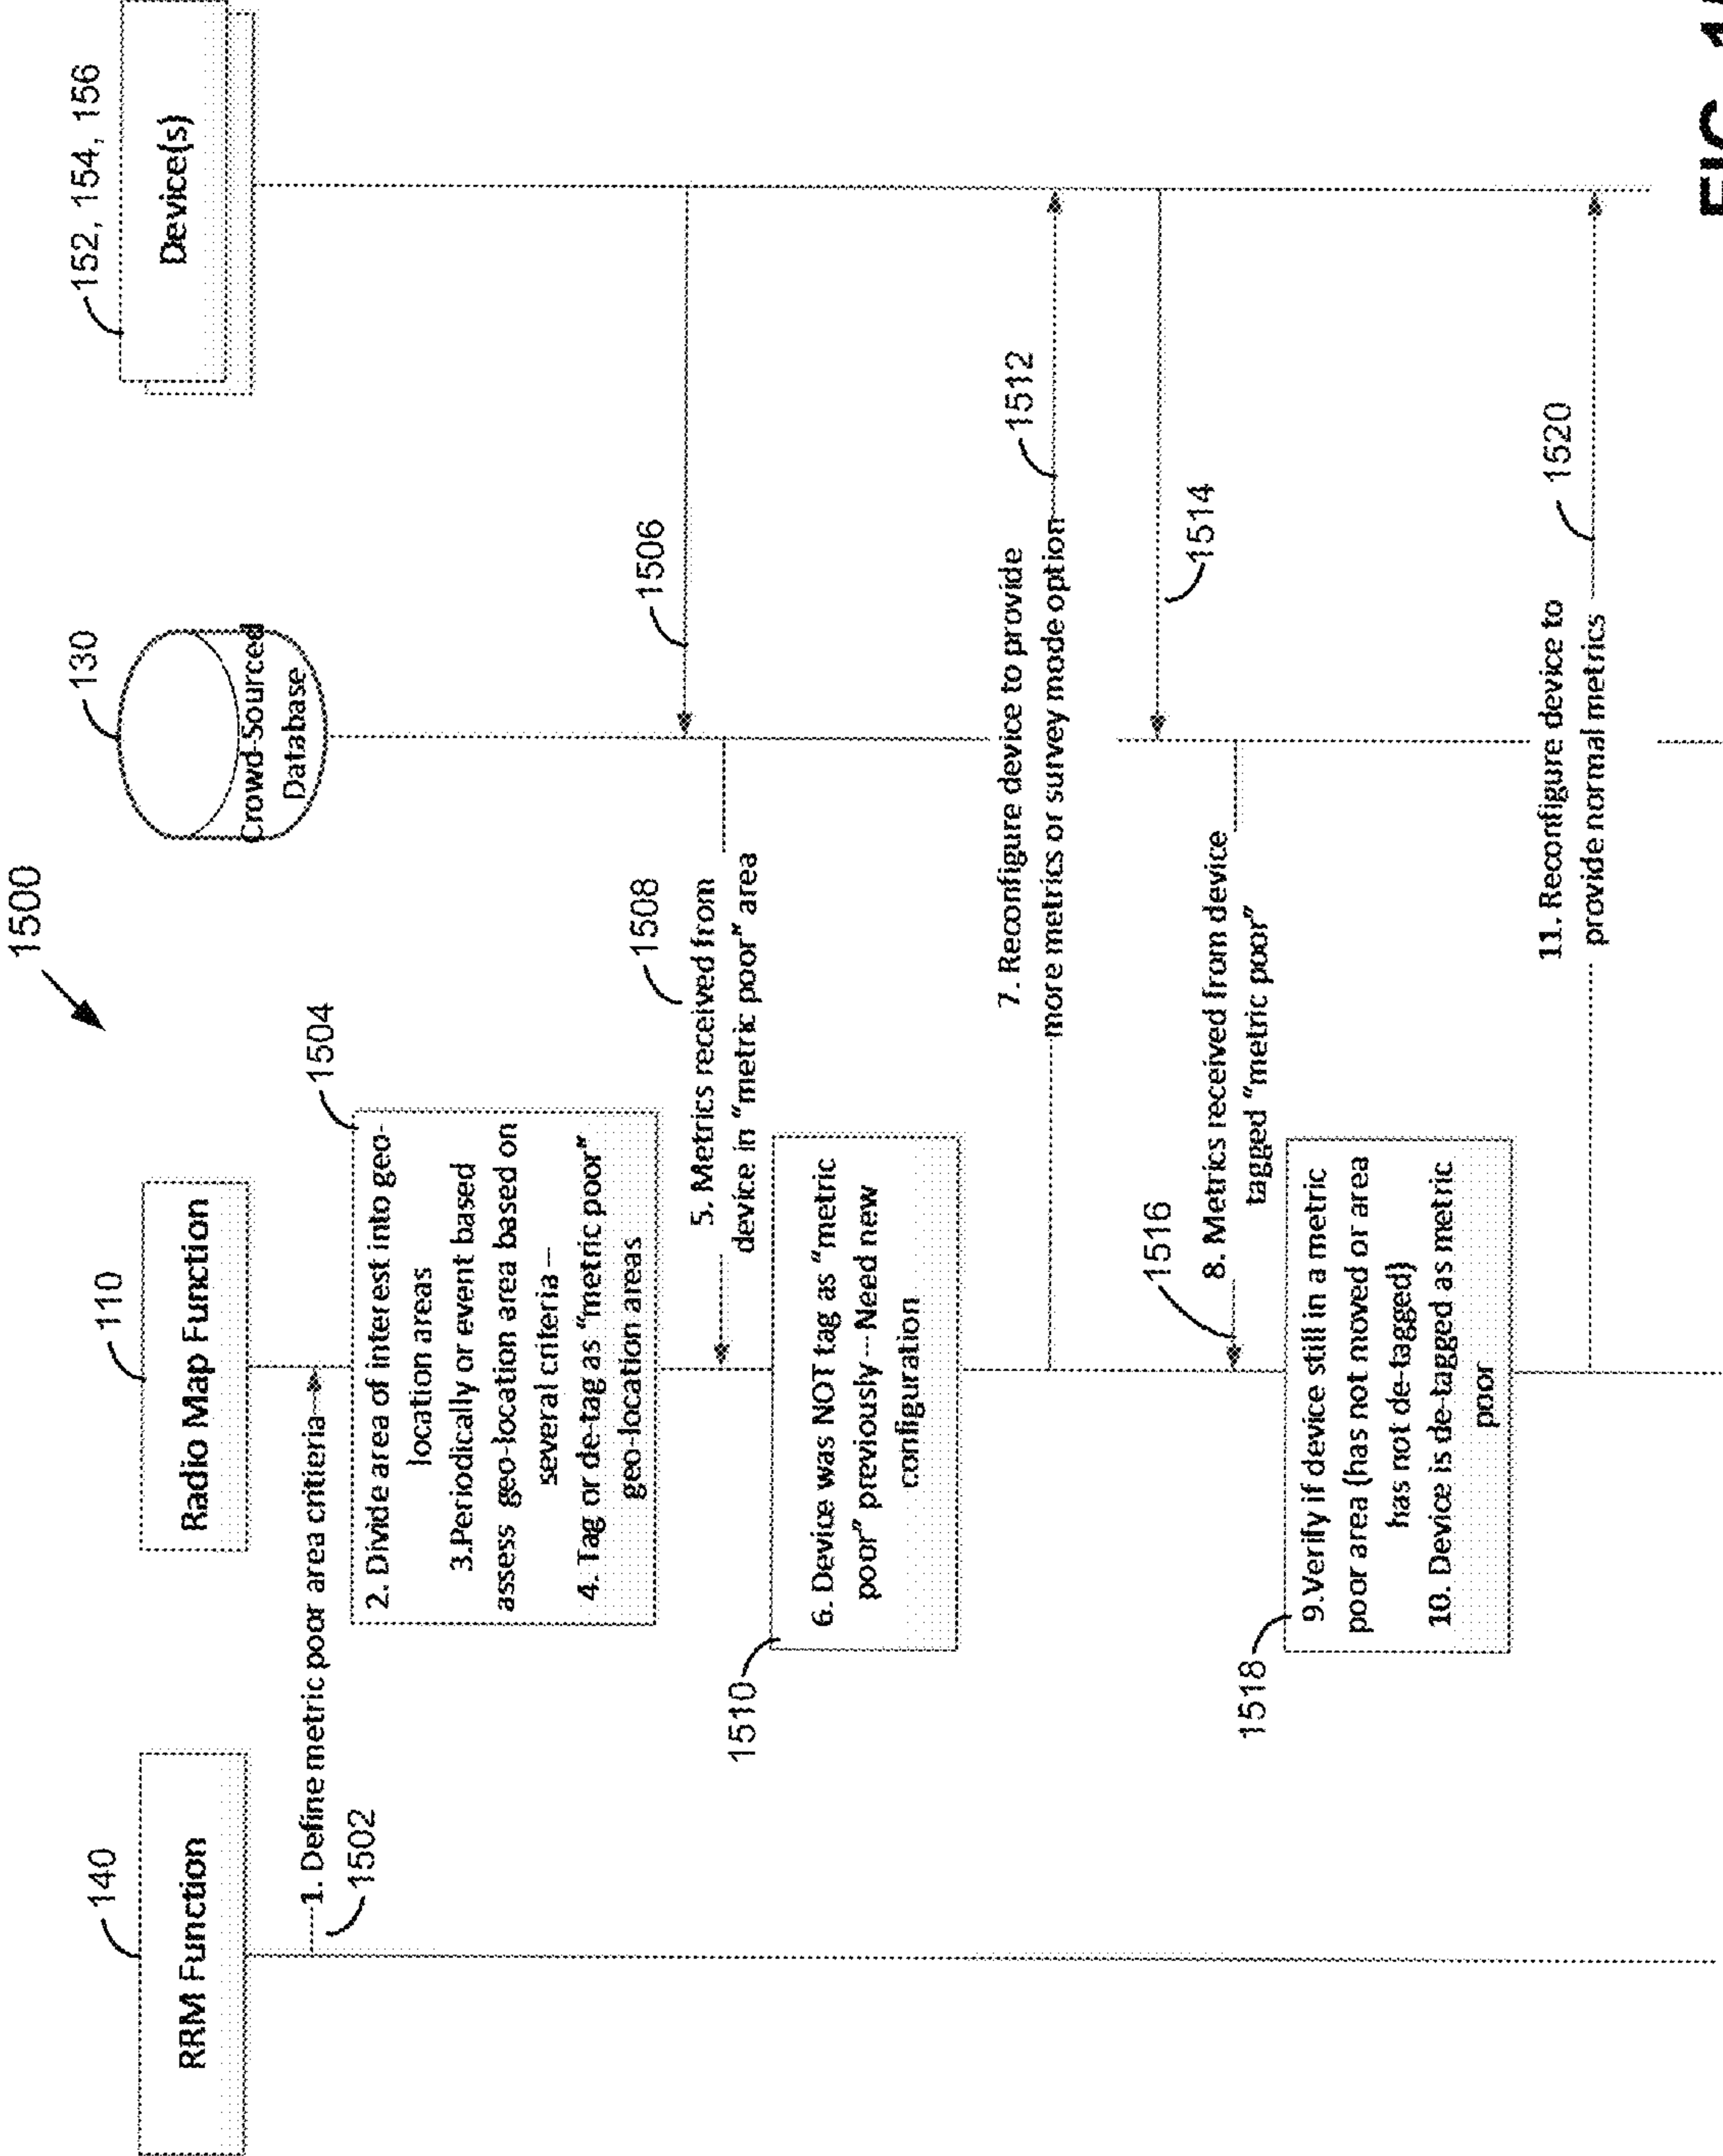 1500
140
RRM Function
110
Radio Map Function
130
Crowd-Sourced
Database
152, 154, 156
Device(s)
1. Define metric poor area criteria
1502
1504
2. Divide area of interest into geo-
location areas
3.Periodically or event based
assess geo-location area based on
several criteria –
4. Tag or de-tag as "metric poor"
geo-location areas
1506
1508
5. Metrics received from
device in "metric poor" area
1510
6. Device was NOT tag as "metric
poor" previously--Need new
configuration
7. Reconfigure device to provide
more metrics or survey mode option
1512
1514
1516
8. Metrics received from device
tagged "metric poor"
1518
9.Verify if device still in a metric
poor area (has not moved or area
has not de-tagged)
10. Device is de-tagged as metric
poor
11. Reconfigure device to
provide normal metrics
1520